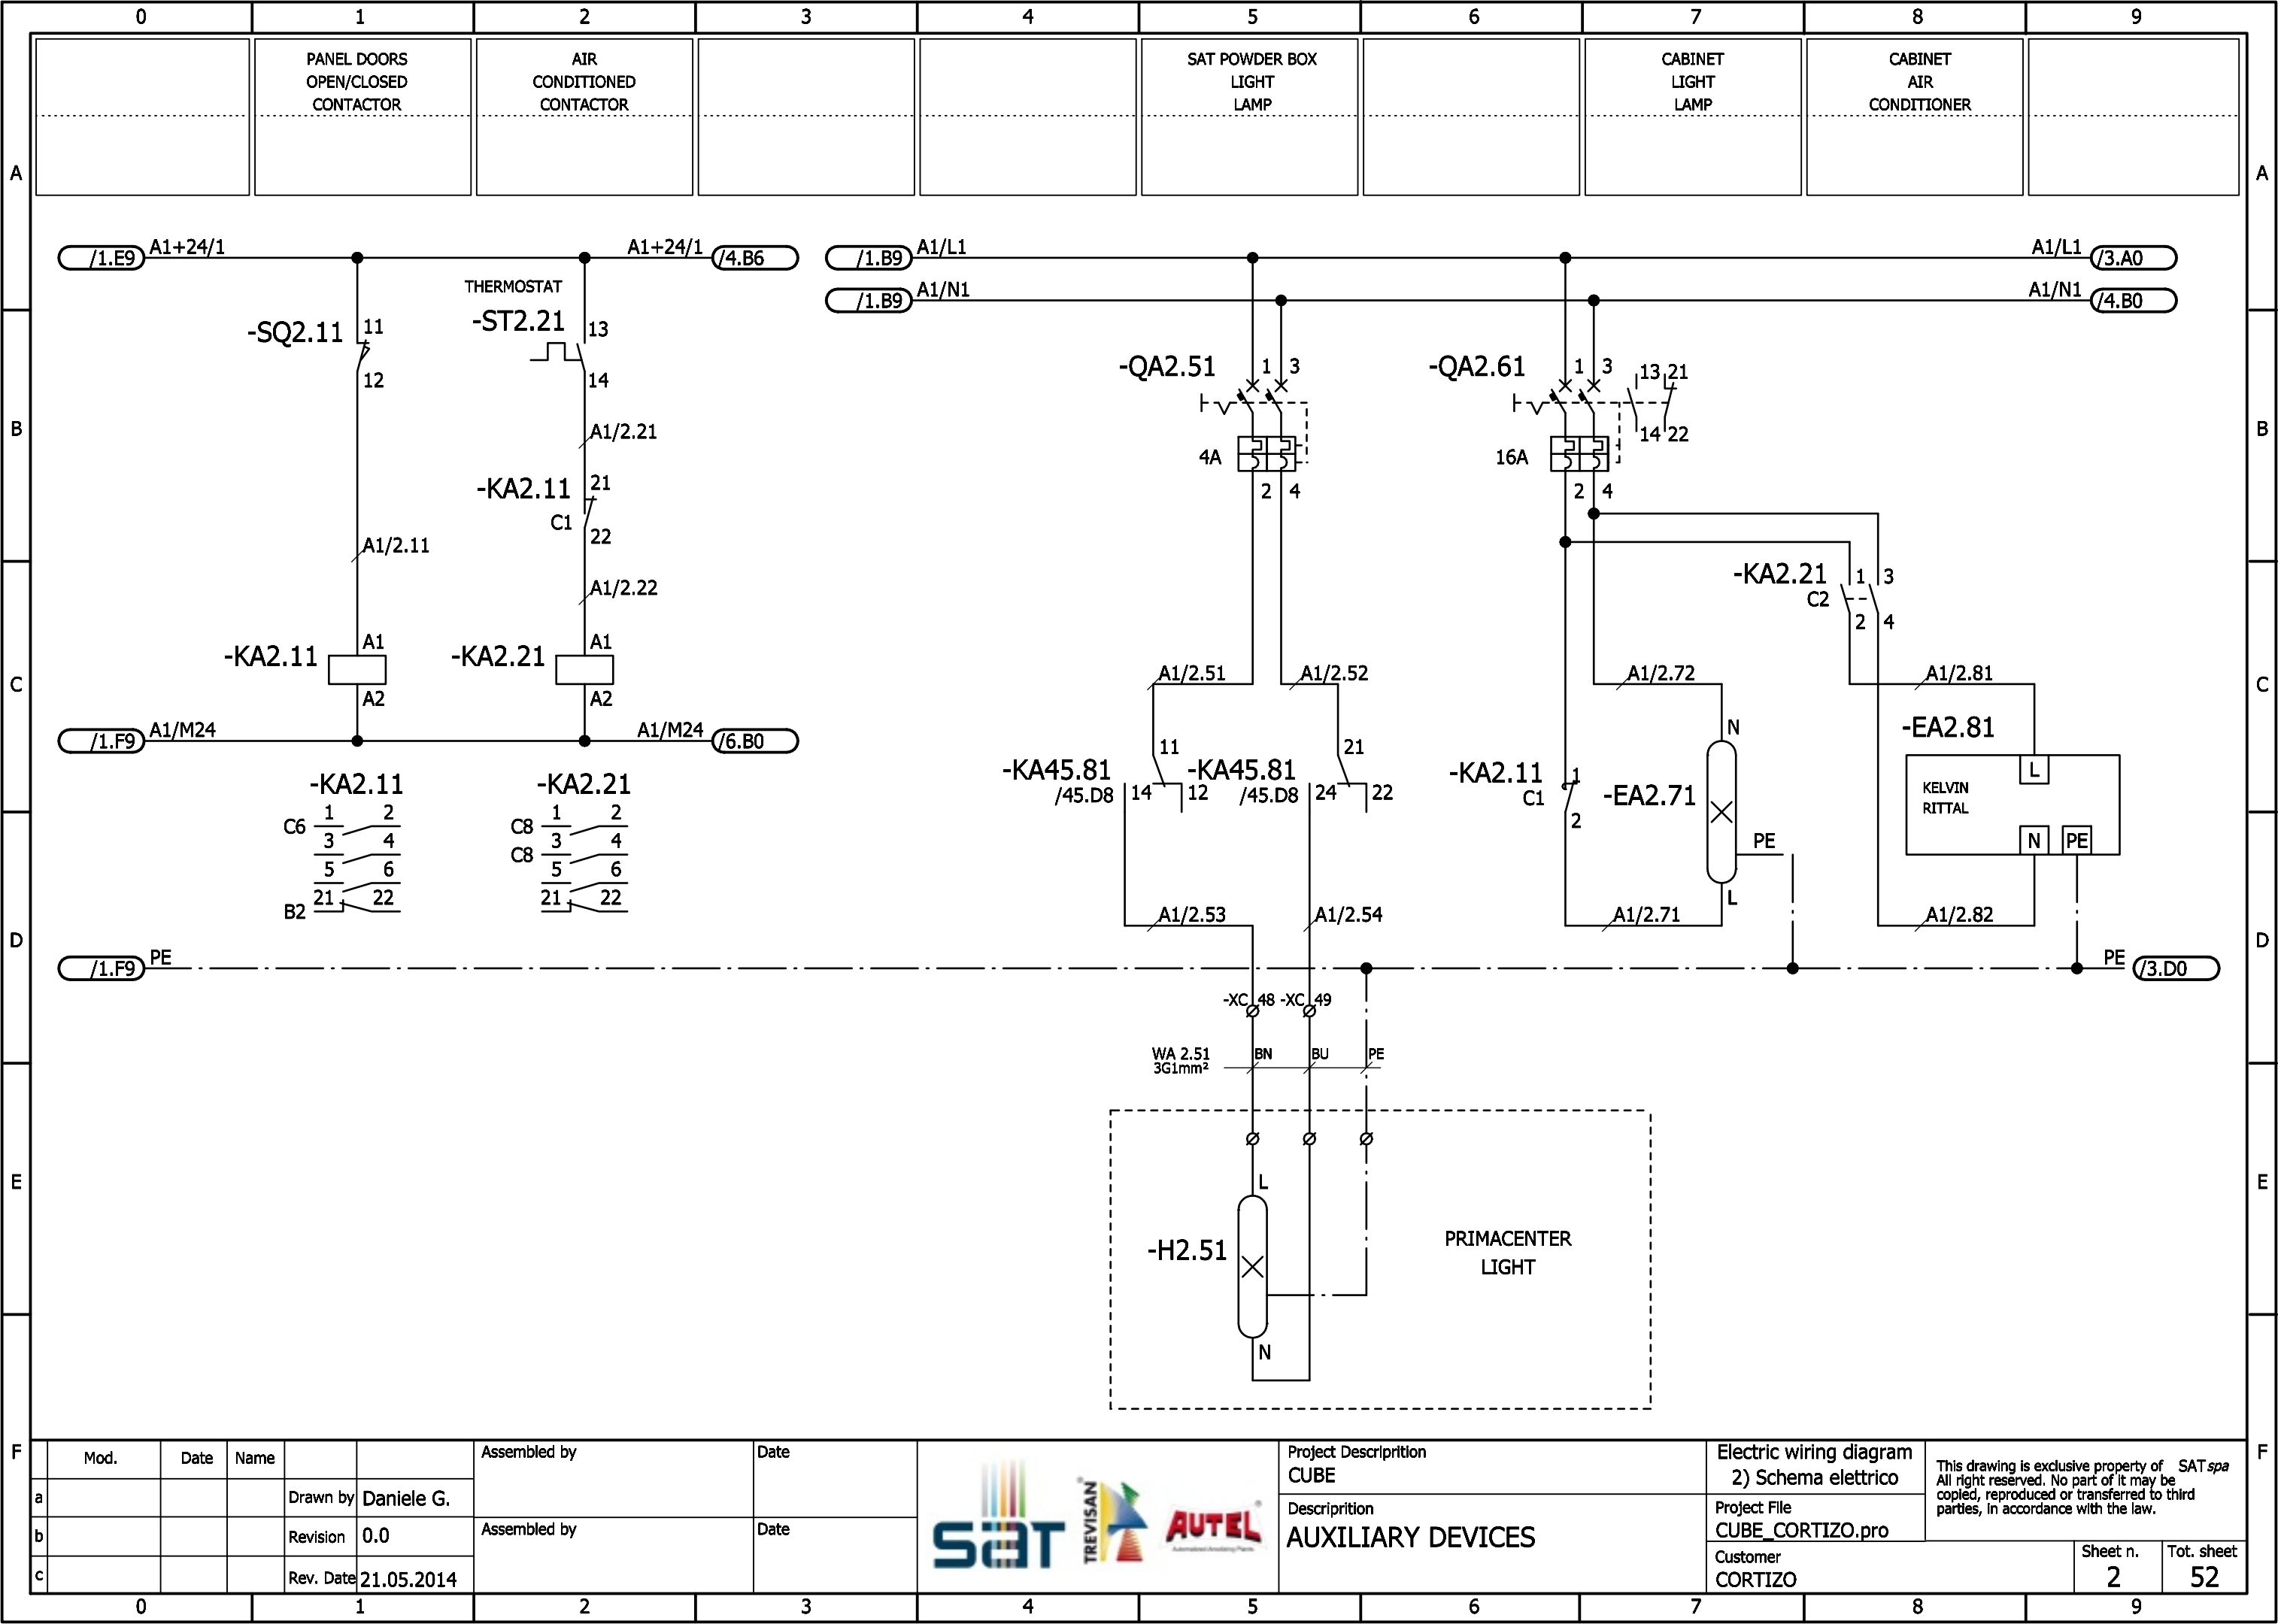 0 1 2 3 4 5 6 7 8 9
PANEL DOORS
OPEN/CLOSED
CONTACTOR
AIR
CONDITIONED
CONTACTOR
SAT POWDER BOX
LIGHT
LAMP
CABINET
LIGHT
LAMP
CABINET
AIR
CONDITIONER
A A
/1.E9 A1+24/1 A1+24/1 /4.B6
/1.B9 A1/L1 A1/L1 /3.A0
/1.B9 A1/N1 A1/N1 /4.B0
THERMOSTAT
-SQ2.11 11
12
-ST2.21 13
14
-QA2.51 1 3
4A
2 4
-QA2.61 1 3
13 21
14 22
16A
2 4
B B
A1/2.21
-KA2.11 21
C1
22
A1/2.11
A1/2.22
-KA2.21 1 3
C2
2 4
-KA2.11 A1
A2
-KA2.21 A1
A2
C C
A1/2.51
A1/2.52
A1/2.72
A1/2.81
/1.F9 A1/M24 A1/M24 /6.B0
11
-KA45.81
/45.D8 14 12
21
-KA45.81
/45.D8 24 22
-KA2.11 1
C1
2
N
-EA2.71
PE
L
-EA2.81
L
KELVIN
RITTAL
N PE
-KA2.11
1 2
C6
3 4
5 6
21 22
B2
-KA2.21
1 2
C8
3 4
C8
5 6
21 22
A1/2.53
A1/2.54
A1/2.71
A1/2.82
D D
/1.F9 PE PE /3.D0
-XC 48 -XC 49
WA 2.51 BN BU PE
3G1mm²
E E
L
-H2.51
N
PRIMACENTER
LIGHT
F F
Mod. Date Name
a
b
c
Drawn by Daniele G.
Revision 0.0
Rev. Date 21.05.2014
Assembled by Date
Assembled by Date
sat
TREVISAN®
AUTEL®
Project Descriprition
CUBE
Descriprition
AUXILIARY DEVICES
Electric wiring diagram
2) Schema elettrico
Project File
CUBE_CORTIZO.pro
Customer
CORTIZO
This drawing is exclusive property of SAT spa
All right reserved. No part of it may be
copied, reproduced or transferred to third
parties, in accordance with the law.
Sheet n.
2
Tot. sheet
52
0 1 2 3 4 5 6 7 8 9